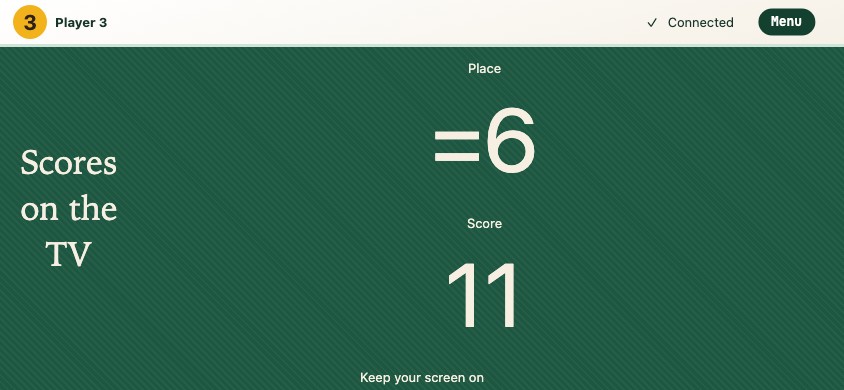 3 Player 3
✓ Connected
Menu
Scores
on the
TV
Place
=6
Score
11
Keep your screen on